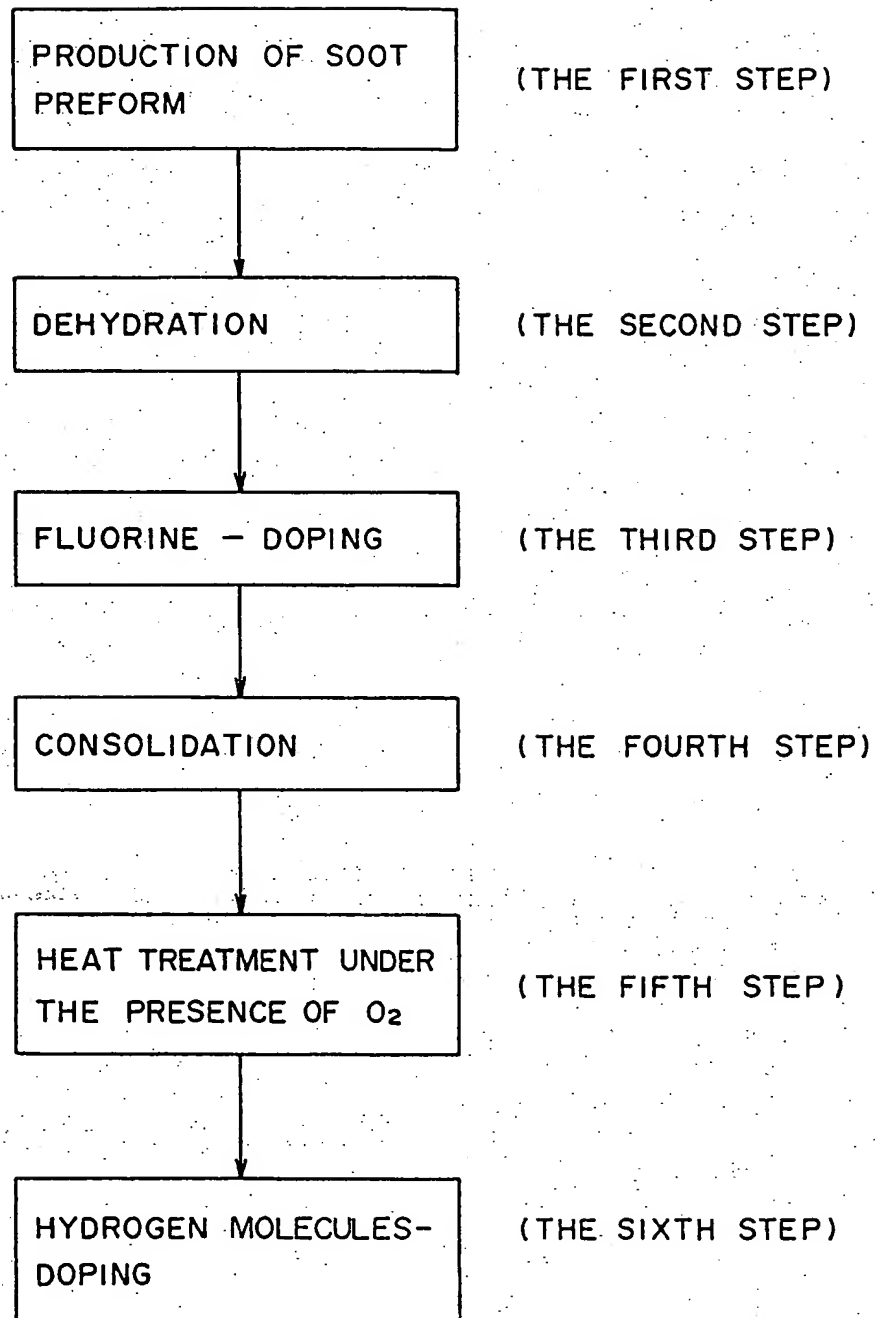 PRODUCTION OF SOOT
PREFORM
(THE FIRST STEP)
DEHYDRATION
(THE SECOND STEP)
FLUORINE – DOPING
(THE THIRD STEP)
CONSOLIDATION
(THE FOURTH STEP)
HEAT TREATMENT UNDER
THE PRESENCE OF O2
(THE FIFTH STEP)
HYDROGEN MOLECULES-
DOPING
(THE SIXTH STEP)